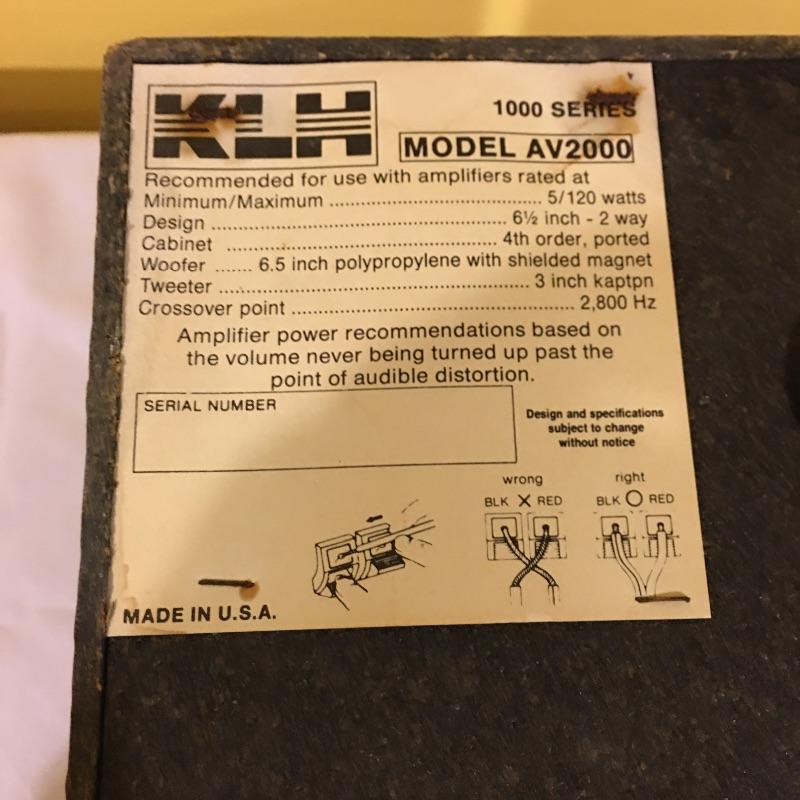 KLH
1000 SERIES
MODEL AV2000
Recommended for use with amplifiers rated at
Minimum/Maximum ................................ 5/120 watts
Design ............................................. 6½ inch - 2 way
Cabinet ......................................... 4th order, ported
Woofer ....... 6.5 inch polypropylene with shielded magnet
Tweeter ............................................... 3 inch kaptpn
Crossover point .......................................... 2,800 Hz
Amplifier power recommendations based on
the volume never being turned up past the
point of audible distortion.
SERIAL NUMBER
Design and specifications
subject to change
without notice
wrong
BLK X RED
right
BLK O RED
MADE IN U.S.A.